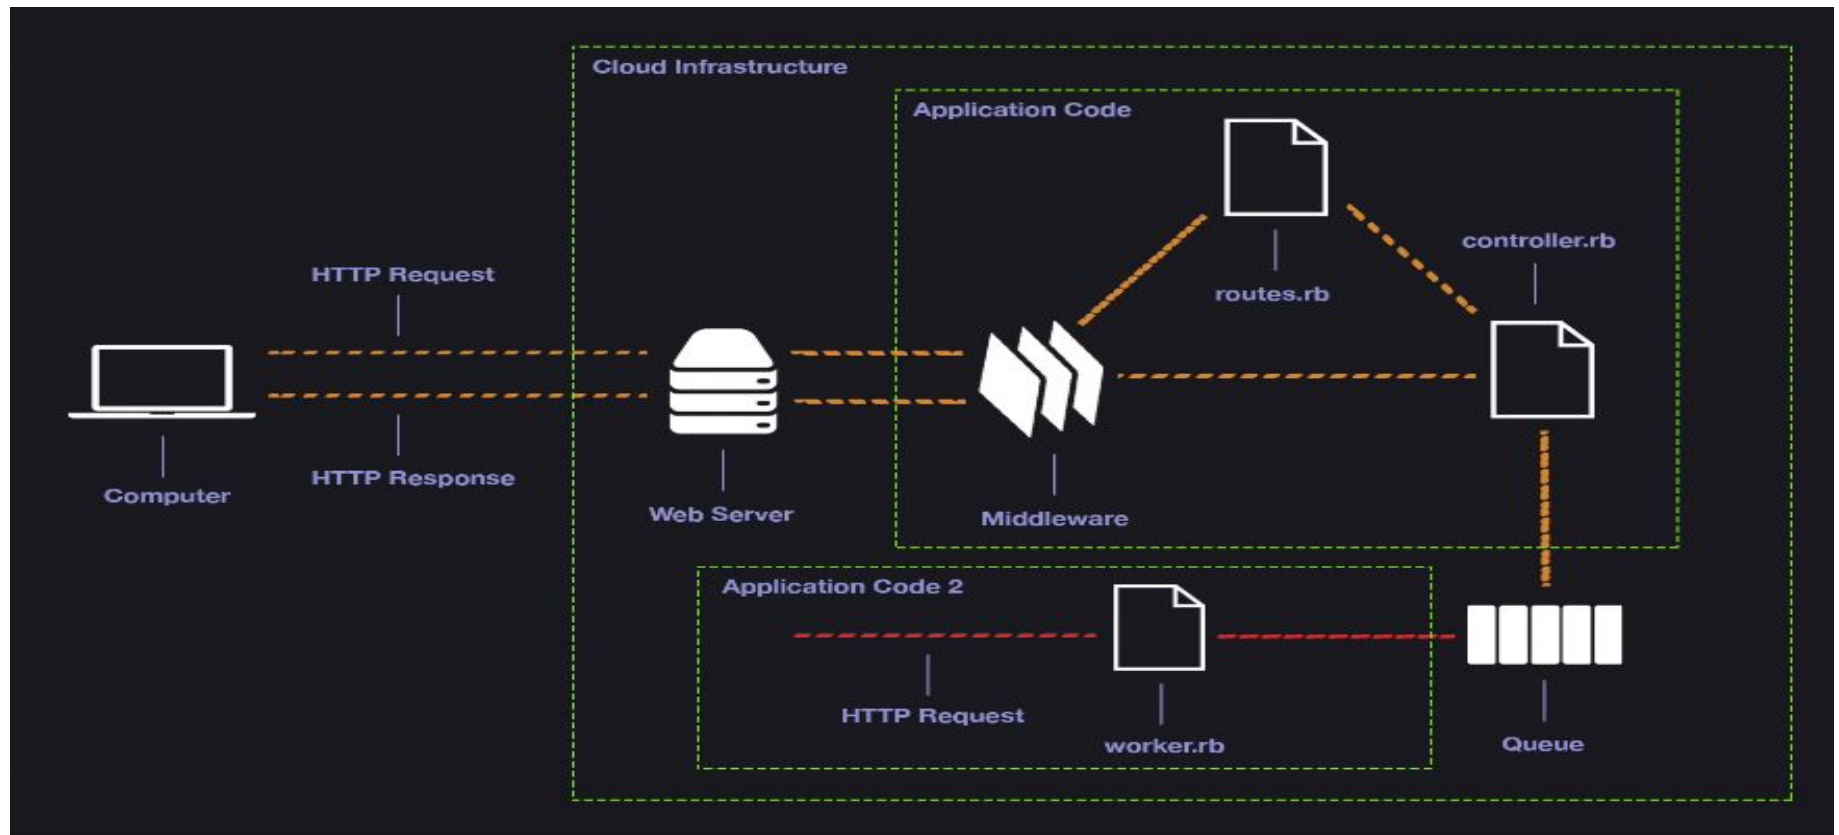 Cloud Infrastructure
Application Code
controller.rb
HTTP Request
routes.rb
HTTP Response
Computer
Web Server
Middleware
Application Code 2
HTTP Request
worker.rb
Queue